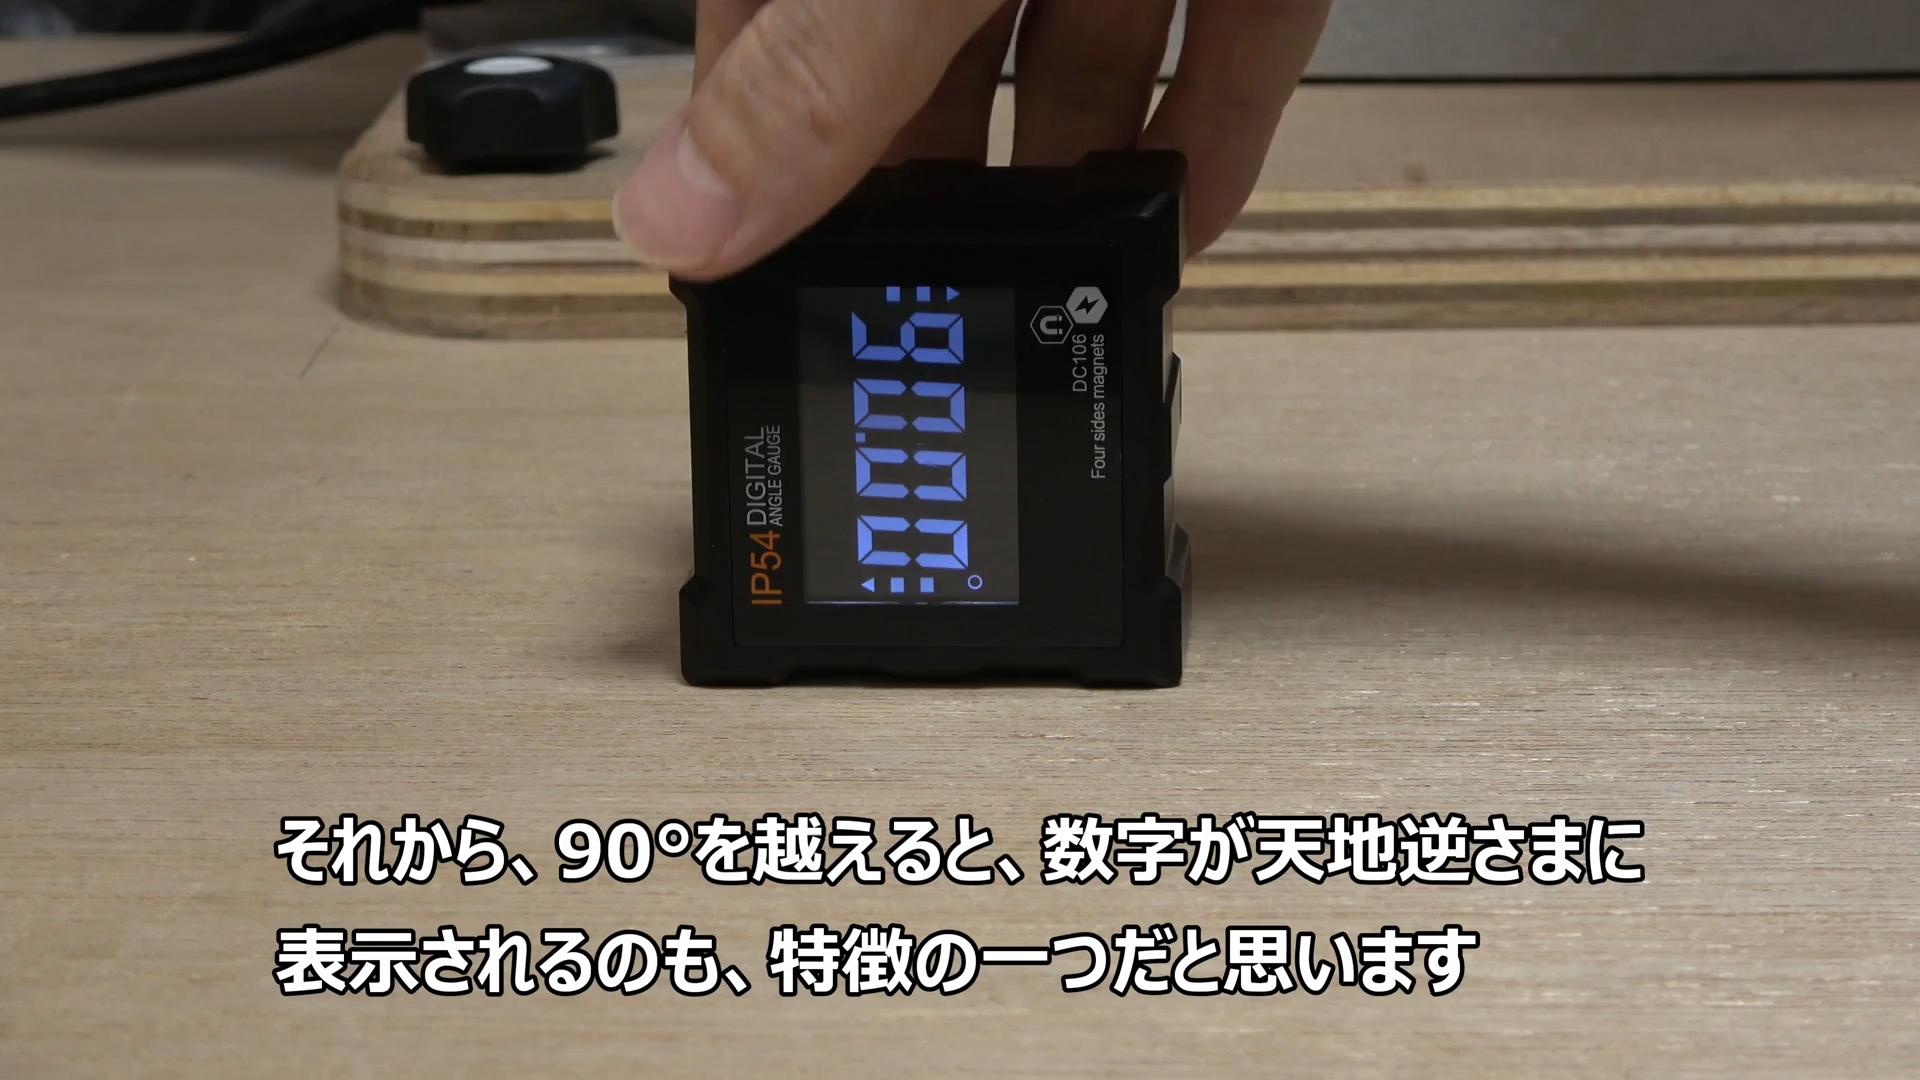 IP54 DIGITAL
ANGLE GAUGE
90.00°
DC106
Four sides magnets
それから、90°を越えると、数字が天地逆さまに
表示されるのも、特徴の一つだと思います